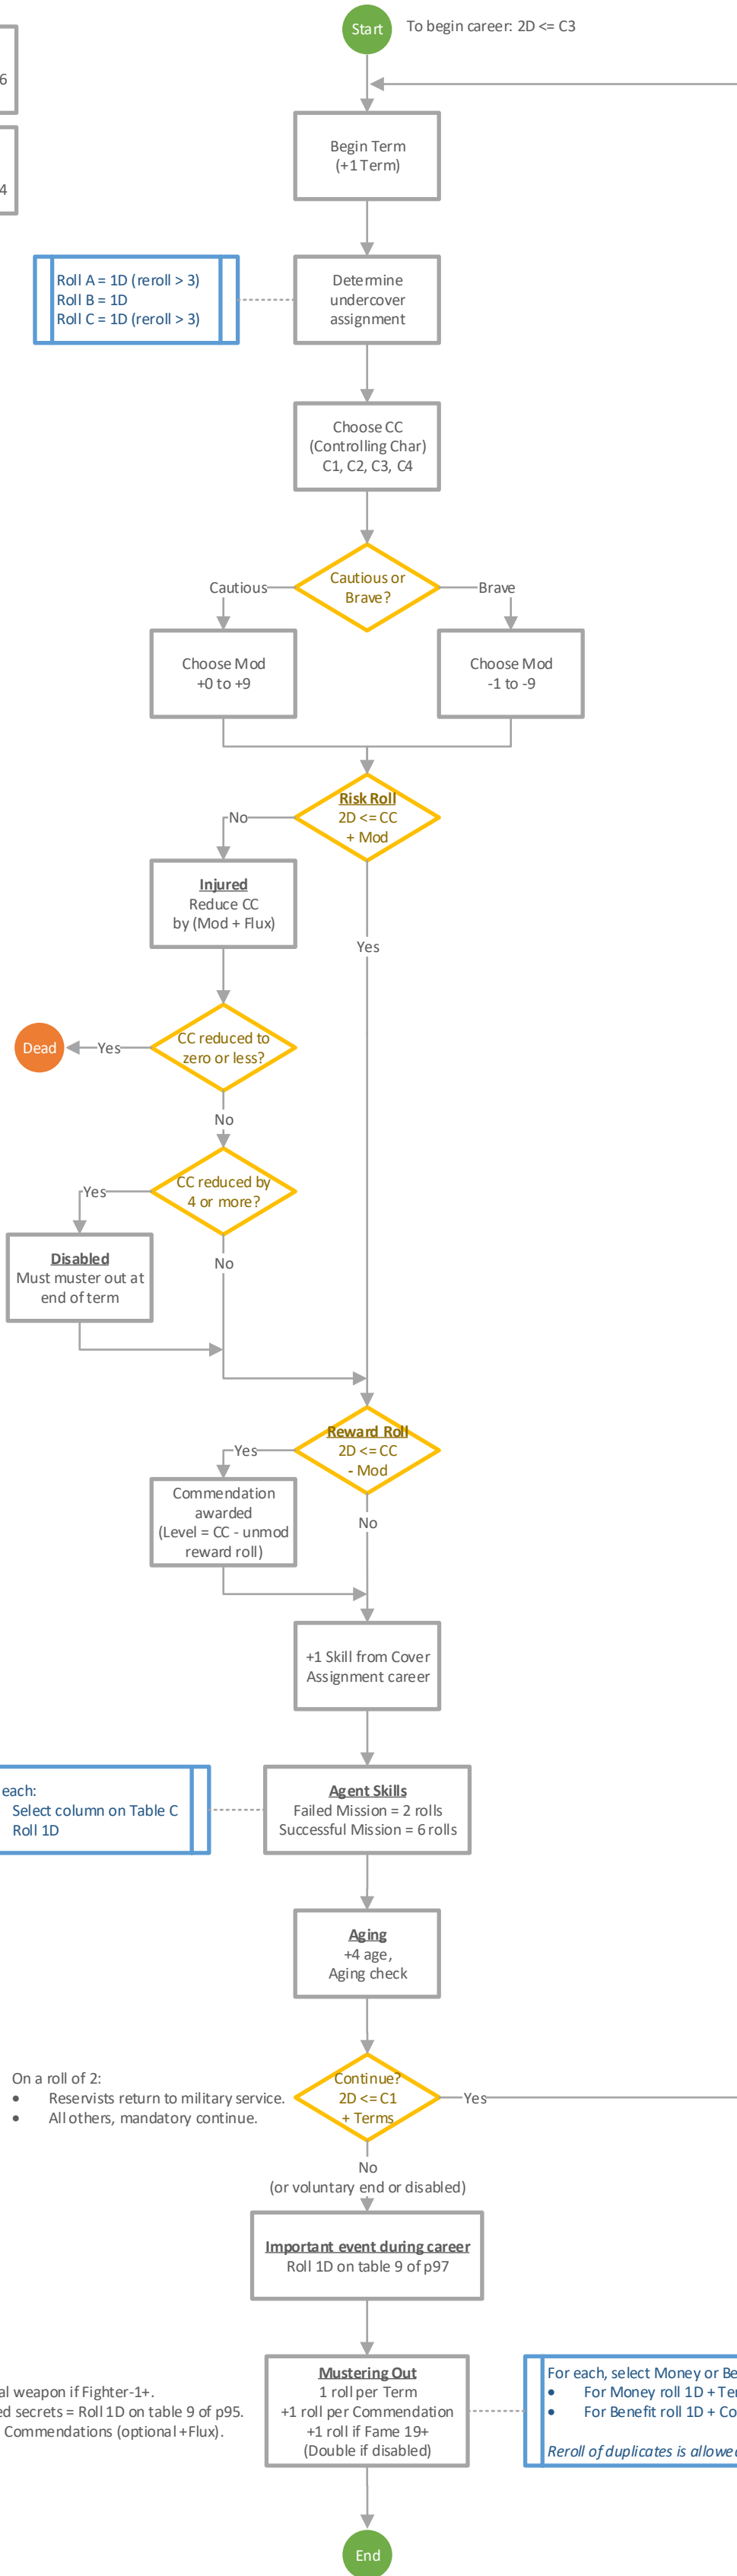 Start
To begin career: 2D <= C3
6
4
Begin Term
(+1 Term)
Roll A = 1D (reroll > 3)
Roll B = 1D
Roll C = 1D (reroll > 3)
Determine
undercover
assignment
Choose CC
(Controlling Char)
C1, C2, C3, C4
Cautious or
Brave?
Cautious
Brave
Choose Mod
+0 to +9
Choose Mod
-1 to -9
Risk Roll
2D <= CC
+ Mod
No
Yes
Injured
Reduce CC
by (Mod + Flux)
CC reduced to
zero or less?
Yes
Dead
No
CC reduced by
4 or more?
Yes
No
Disabled
Must muster out at
end of term
Reward Roll
2D <= CC
- Mod
Yes
No
Commendation
awarded
(Level = CC - unmod
reward roll)
+1 Skill from Cover
Assignment career
each:
Select column on Table C
Roll 1D
Agent Skills
Failed Mission = 2 rolls
Successful Mission = 6 rolls
Aging
+4 age,
Aging check
On a roll of 2:
• Reservists return to military service.
• All others, mandatory continue.
Continue?
2D <= C1
+ Terms
Yes
No
(or voluntary end or disabled)
Important event during career
Roll 1D on table 9 of p97
al weapon if Fighter-1+.
ed secrets = Roll 1D on table 9 of p95.
Commendations (optional +Flux).
Mustering Out
1 roll per Term
+1 roll per Commendation
+1 roll if Fame 19+
(Double if disabled)
For each, select Money or Be
• For Money roll 1D + Ter
• For Benefit roll 1D + Co
Reroll of duplicates is allowed
End